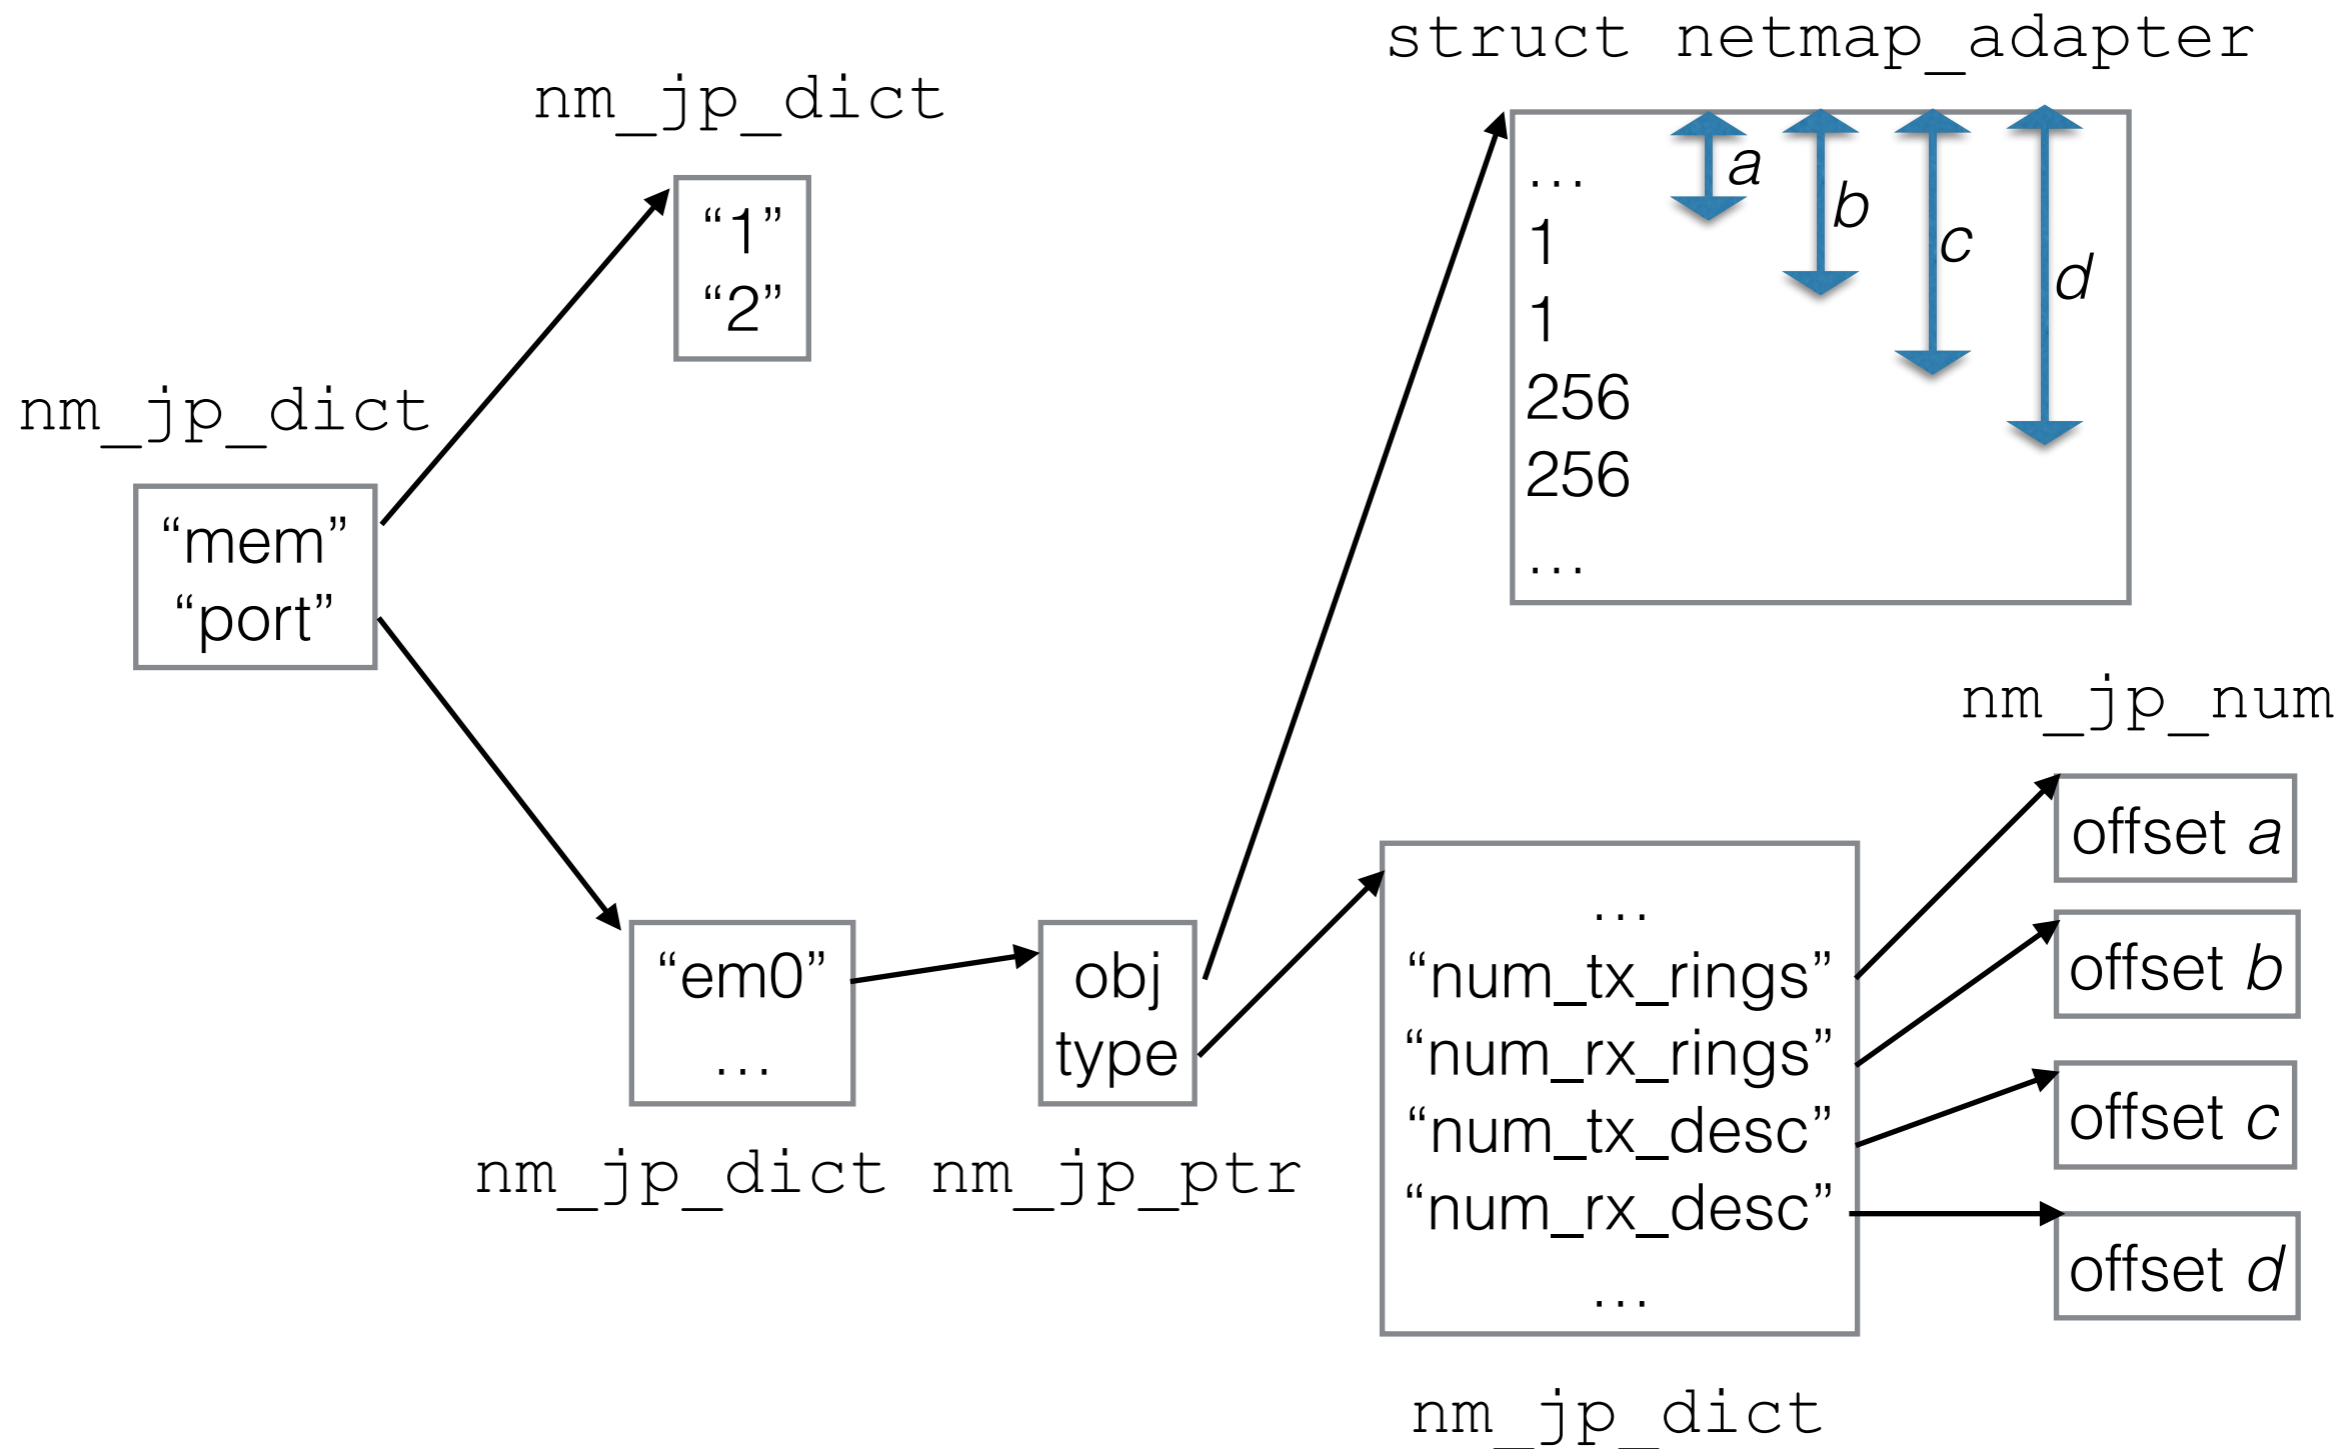 struct netmap_adapter
nm_jp_dict
“1”
“2”
…
1
1
256
256
…
a
b
c
d
nm_jp_dict
“mem”
“port”
nm_jp_num
offset a
offset b
offset c
offset d
“em0”
…
nm_jp_dict
obj
type
nm_jp_ptr
…
“num_tx_rings”
“num_rx_rings”
“num_tx_desc”
“num_rx_desc”
…
nm_jp_dict